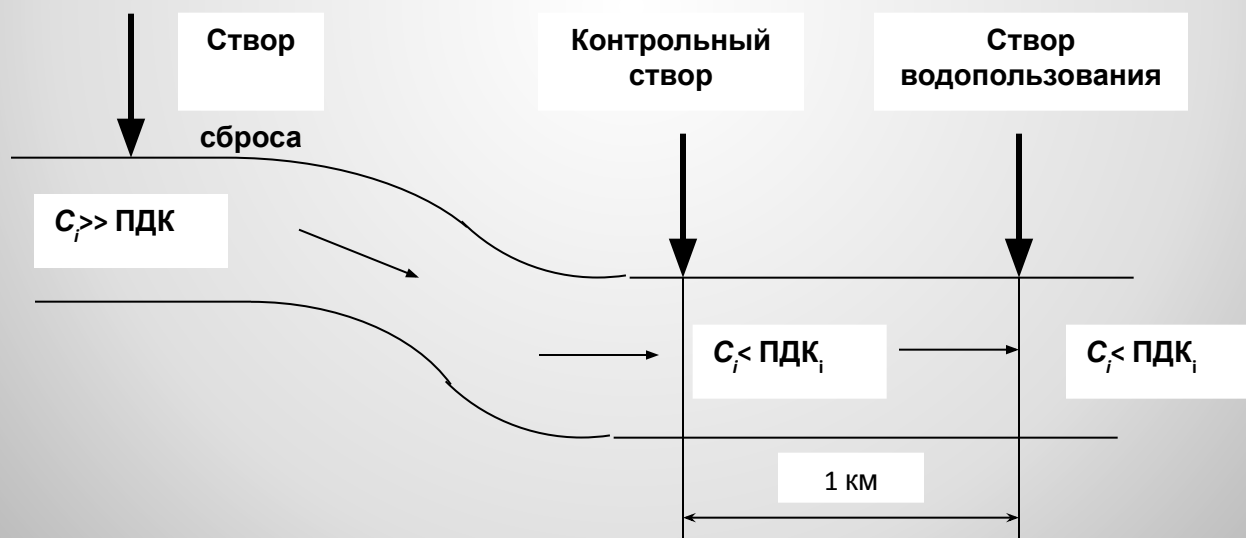 Створ
сброса
Контрольный
створ
Створ
водопользования
Ci>> ПДК
Ci< ПДКi
Ci< ПДКi
1 км